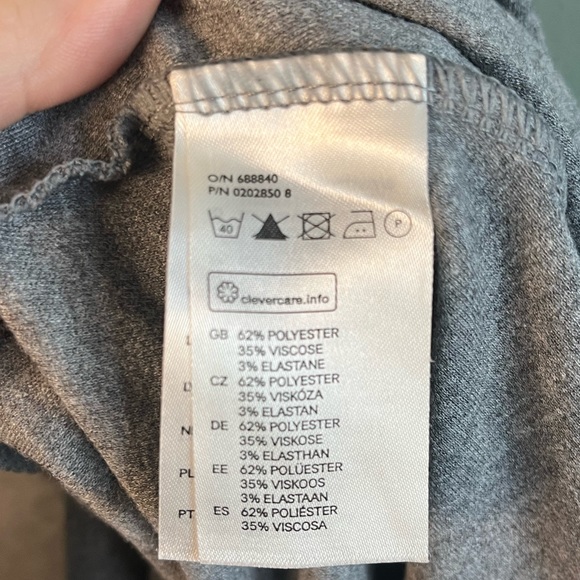 O/N 688840
P/N 0202850 8
40 P
clevercare.info
GB 62% POLYESTER
35% VISCOSE
3% ELASTANE
CZ 62% POLYESTER
35% VISKÓZA
3% ELASTAN
DE 62% POLYESTER
35% VISKOSE
3% ELASTHAN
PL EE 62% POLÜESTER
35% VISKOOS
3% ELASTAAN
PT ES 62% POLIÉSTER
35% VISCOSA